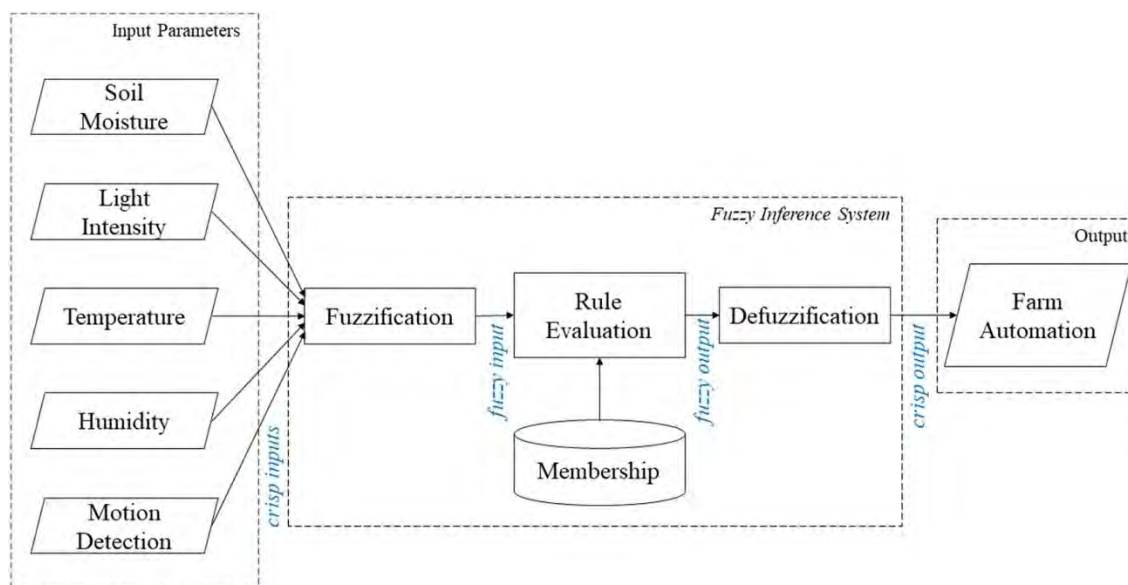 Input Parameters
Soil
Moisture
Light
Intensity
Temperature
Humidity
Motion
Detection
crisp inputs
Fuzzy Inference System
Fuzzification
fuzzy input
Rule
Evaluation
Membership
fuzzy output
Defuzzification
crisp output
Output
Farm
Automation